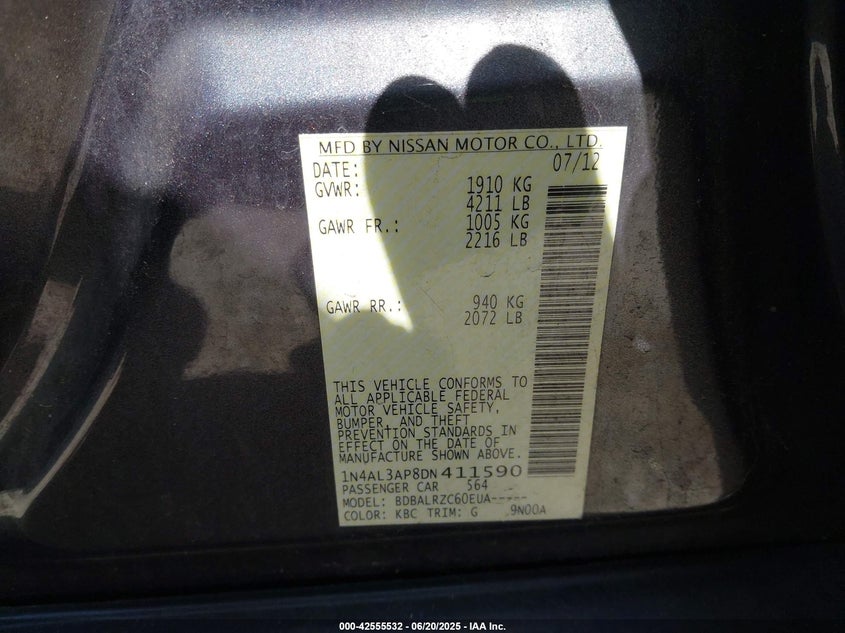 MFD BY NISSAN MOTOR CO., LTD.
DATE: 07/12
GVWR: 1910 KG
4211 LB
GAWR FR.: 1005 KG
2216 LB
GAWR RR.: 940 KG
2072 LB
THIS VEHICLE CONFORMS TO
ALL APPLICABLE FEDERAL
MOTOR VEHICLE SAFETY,
BUMPER, AND THEFT
PREVENTION STANDARDS IN
EFFECT ON THE DATE OF
MANUFACTURE SHOWN ABOVE.
1N4AL3AP8DN411590
PASSENGER CAR 564
MODEL: BDBALRZC60EUA-----
COLOR: KBC TRIM: G 9N00A
000-42555532 - 06/20/2025 - IAA Inc.